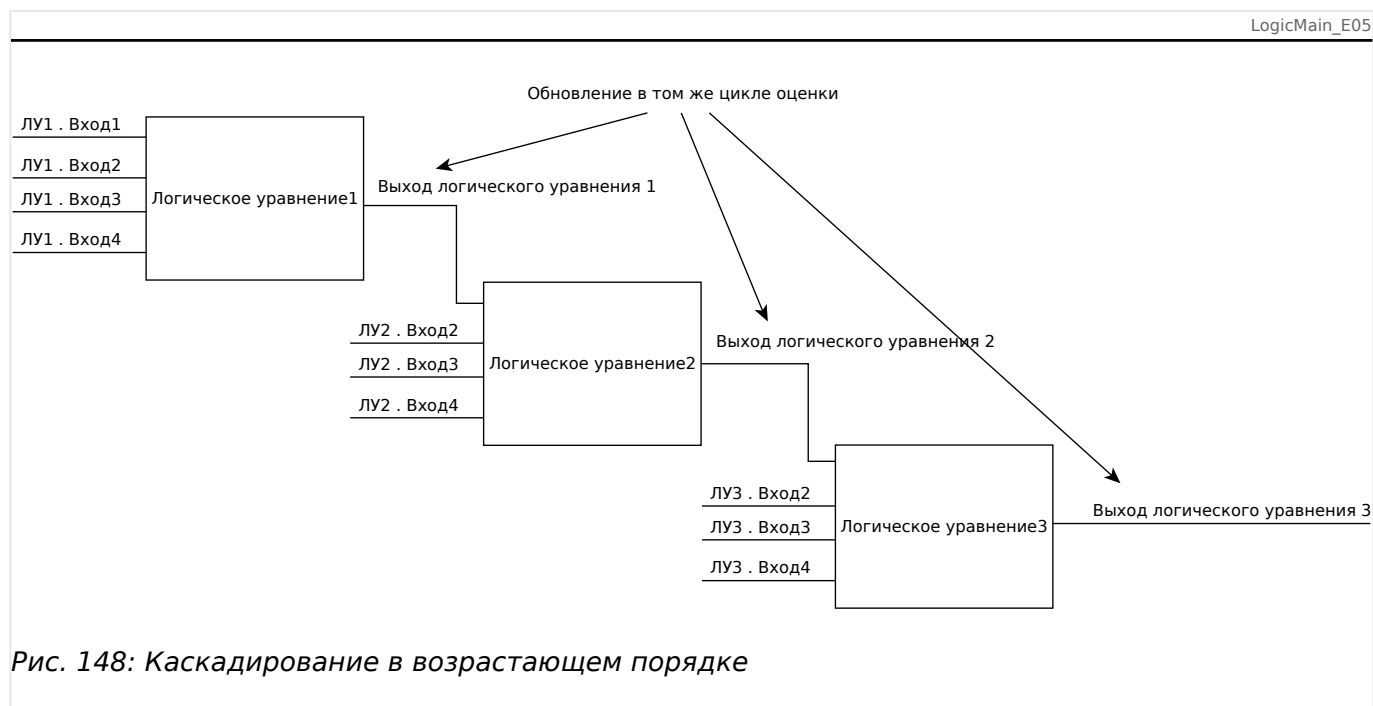 LogicMain_E05
Обновление в том же цикле оценки
ЛУ1 . Вход1
ЛУ1 . Вход2
ЛУ1 . Вход3
ЛУ1 . Вход4
Логическое уравнение1
Выход логического уравнения 1
ЛУ2 . Вход2
ЛУ2 . Вход3
ЛУ2 . Вход4
Логическое уравнение2
Выход логического уравнения 2
ЛУ3 . Вход2
ЛУ3 . Вход3
ЛУ3 . Вход4
Логическое уравнение3
Выход логического уравнения 3
Рис. 148: Каскадирование в возрастающем порядке